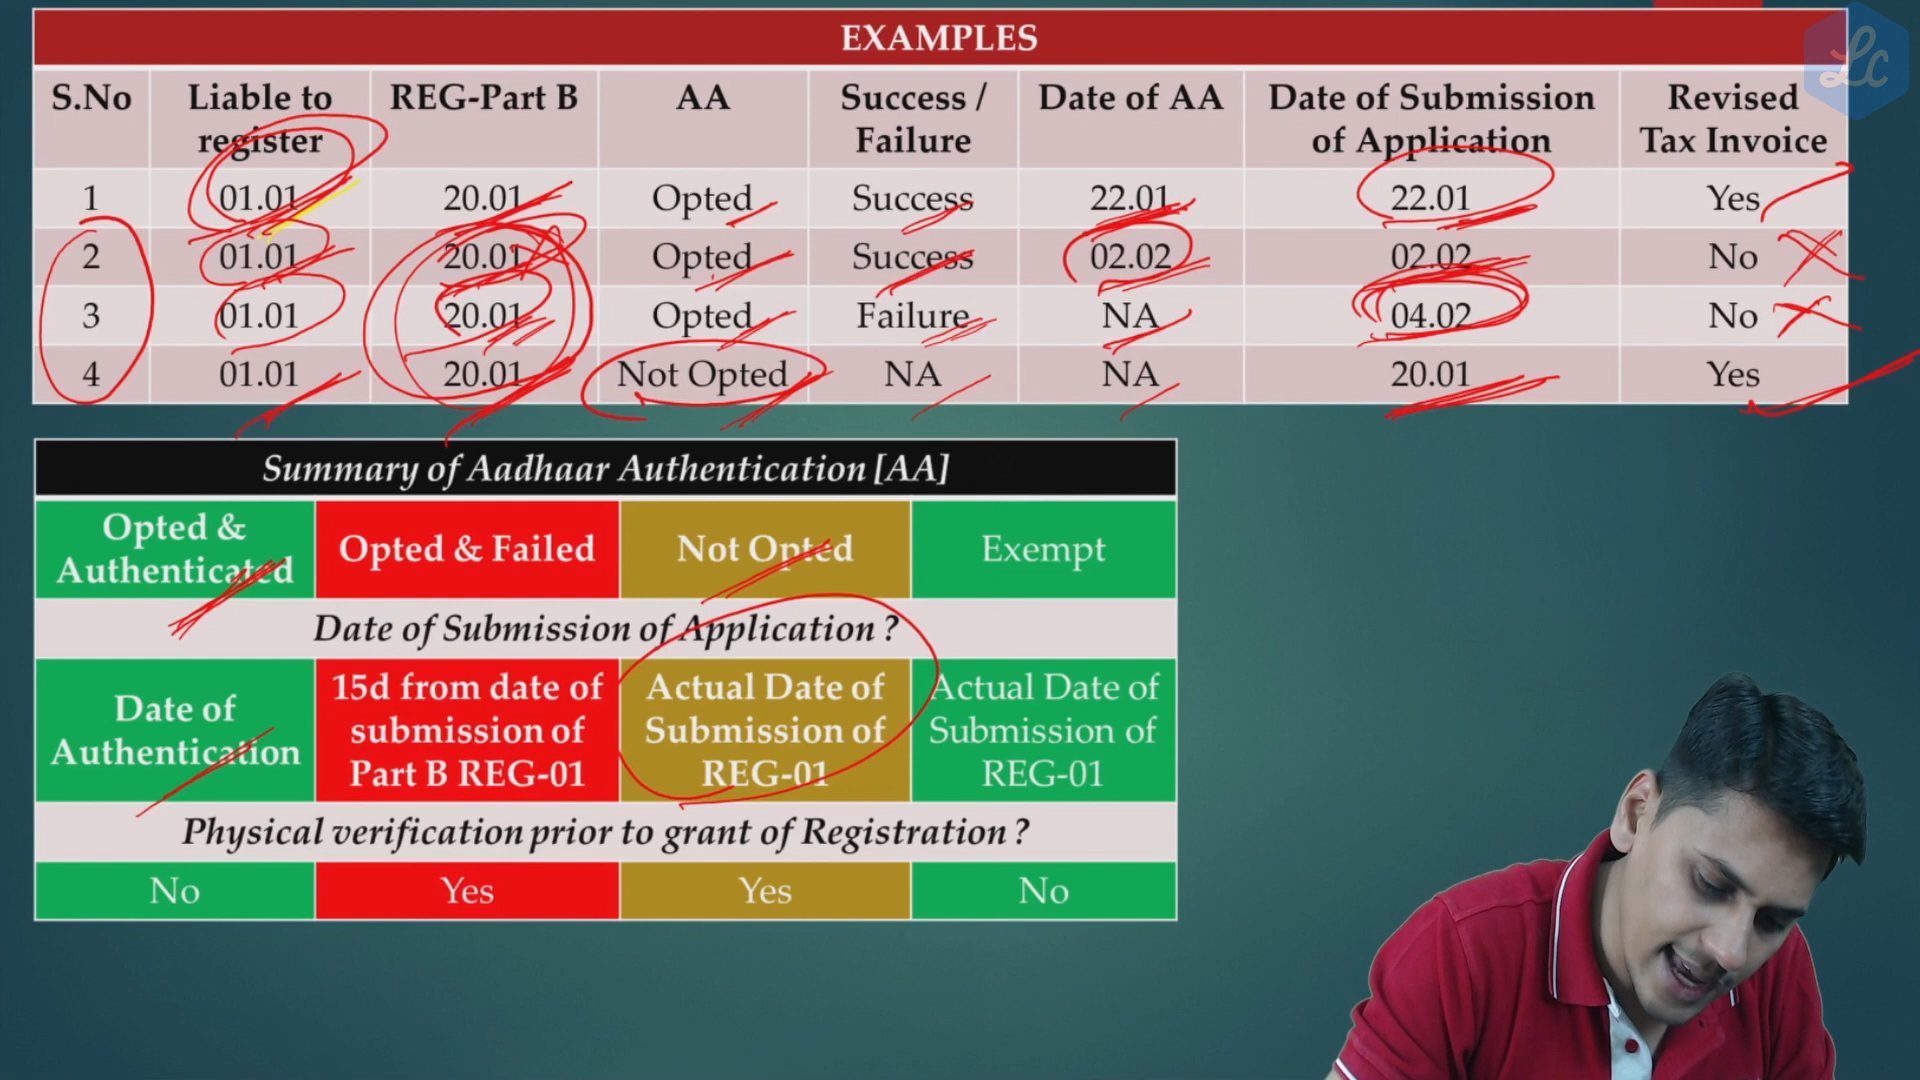 EXAMPLES
S.No Liable to register REG-Part B AA Success / Failure Date of AA Date of Submission of Application Revised Tax Invoice
1 01.01 20.01 Opted Success 22.01 22.01 Yes
2 01.01 20.01 Opted Success 02.02 02.02 No
3 01.01 20.01 Opted Failure NA 04.02 No
4 01.01 20.01 Not Opted NA NA 20.01 Yes
Summary of Aadhaar Authentication [AA]
Opted & Authenticated Opted & Failed Not Opted Exempt
Date of Submission of Application ?
Date of Authentication 15d from date of submission of Part B REG-01 Actual Date of Submission of REG-01 Actual Date of Submission of REG-01
Physical verification prior to grant of Registration ?
No Yes Yes No
Lc